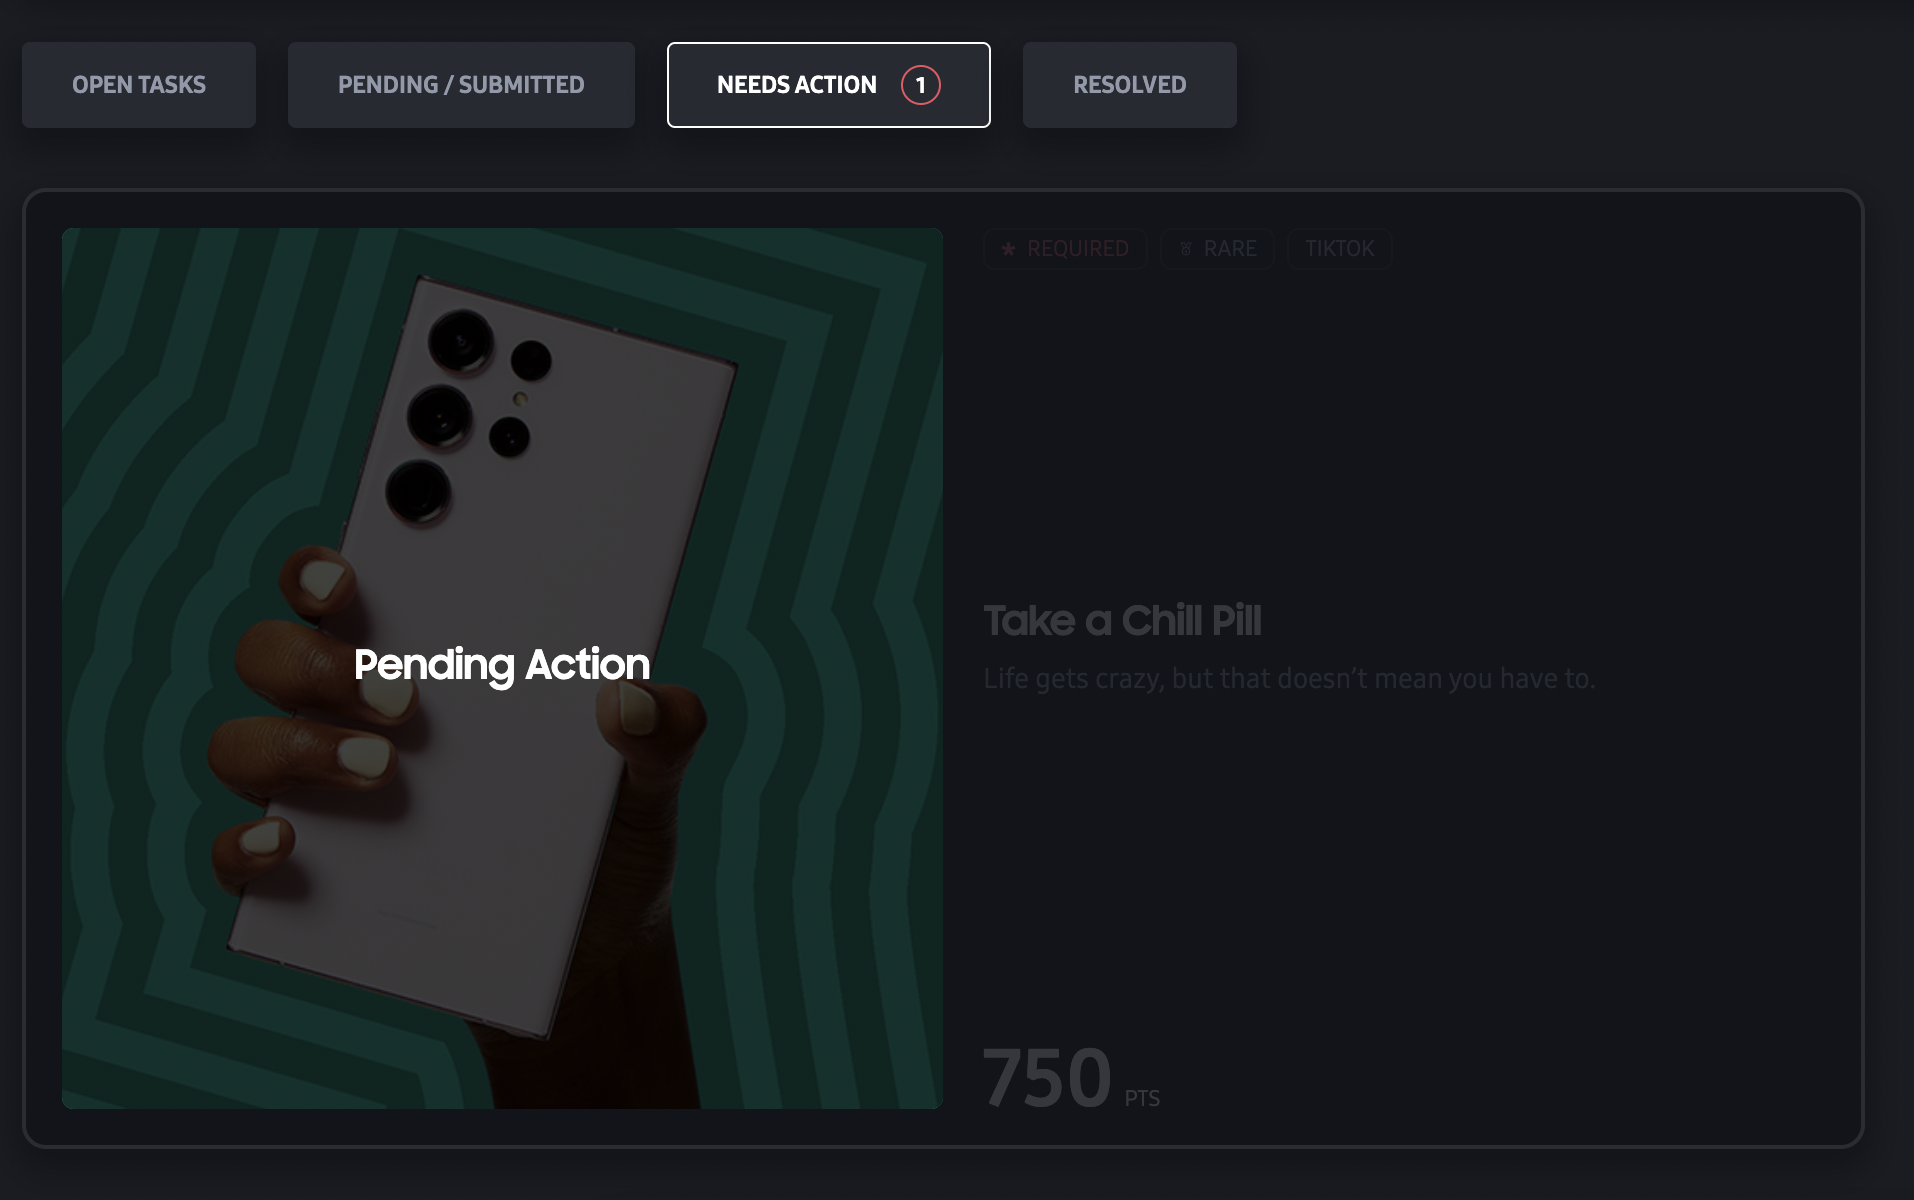 OPEN TASKS
PENDING / SUBMITTED
NEEDS ACTION 1
RESOLVED
* REQUIRED
RARE
TIKTOK
Pending Action
Take a Chill Pill
Life gets crazy, but that doesn’t mean you have to.
750 PTS